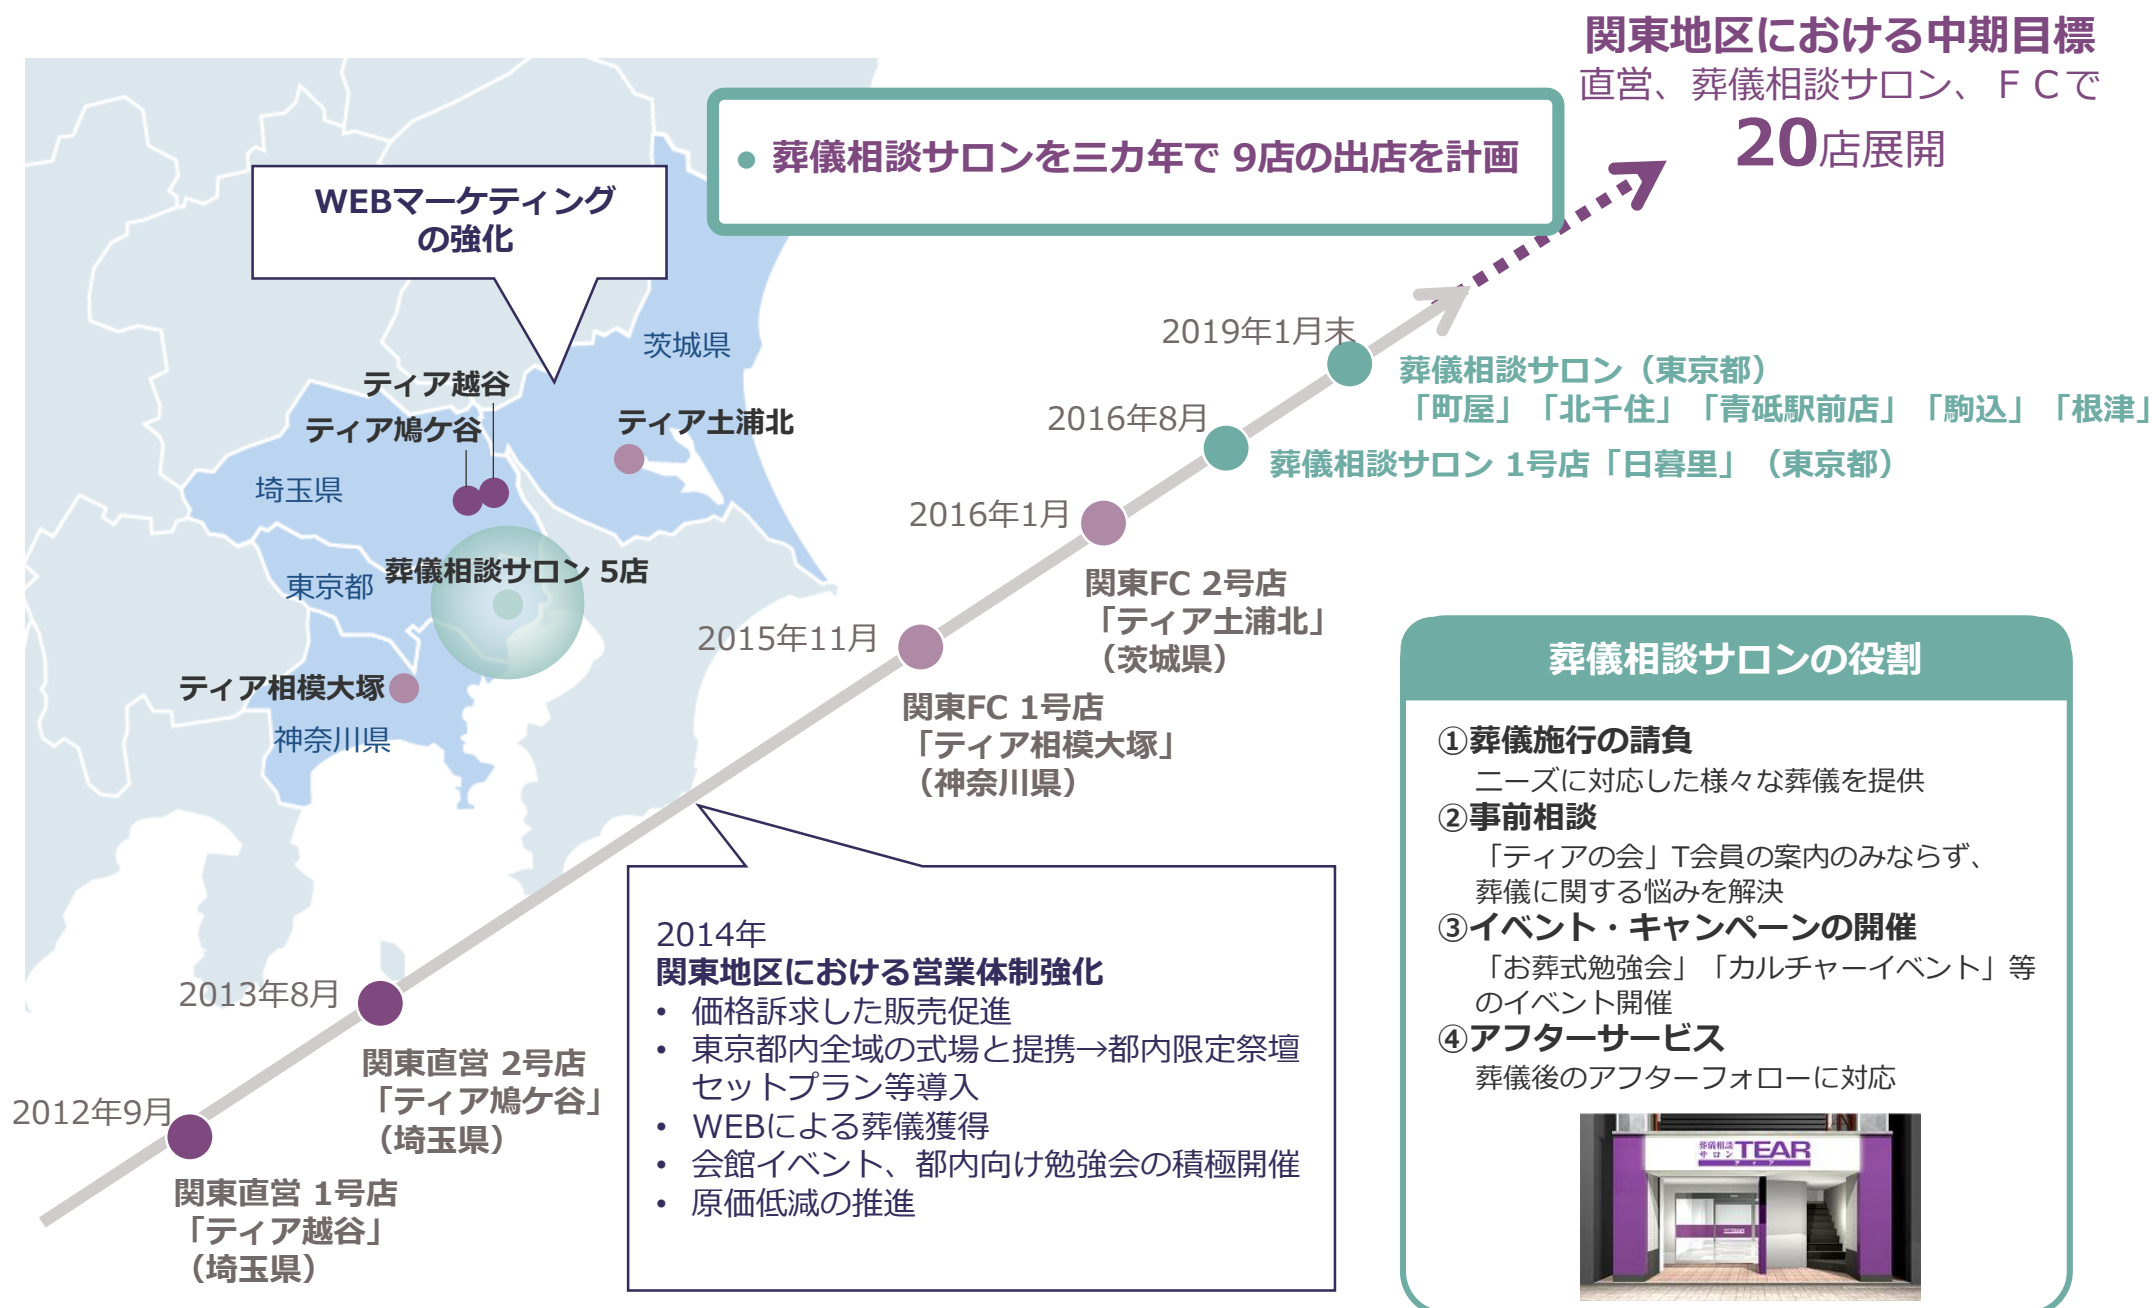 関東地区における中期目標
直営、葬儀相談サロン、ＦＣで
20店展開
• 葬儀相談サロンを三カ年で 9店の出店を計画
WEBマーケティング
の強化
茨城県
ティア越谷
ティア鳩ケ谷
ティア土浦北
埼玉県
葬儀相談サロン 5店
東京都
ティア相模大塚
神奈川県
2019年1月末
葬儀相談サロン（東京都）
「町屋」「北千住」「青砥駅前店」「駒込」「根津」
2016年8月
葬儀相談サロン 1号店「日暮里」（東京都）
2016年1月
関東FC 2号店
「ティア土浦北」
（茨城県）
2015年11月
関東FC 1号店
「ティア相模大塚」
（神奈川県）
2013年8月
関東直営 2号店
「ティア鳩ケ谷」
（埼玉県）
2012年9月
関東直営 1号店
「ティア越谷」
（埼玉県）
2014年
関東地区における営業体制強化
• 価格訴求した販売促進
• 東京都内全域の式場と提携→都内限定祭壇
セットプラン等導入
• WEBによる葬儀獲得
• 会館イベント、都内向け勉強会の積極開催
• 原価低減の推進
葬儀相談サロンの役割
①葬儀施行の請負
ニーズに対応した様々な葬儀を提供
②事前相談
「ティアの会」T会員の案内のみならず、
葬儀に関する悩みを解決
③イベント・キャンペーンの開催
「お葬式勉強会」「カルチャーイベント」等
のイベント開催
④アフターサービス
葬儀後のアフターフォローに対応
葬儀相談
サロン TEAR
ティア